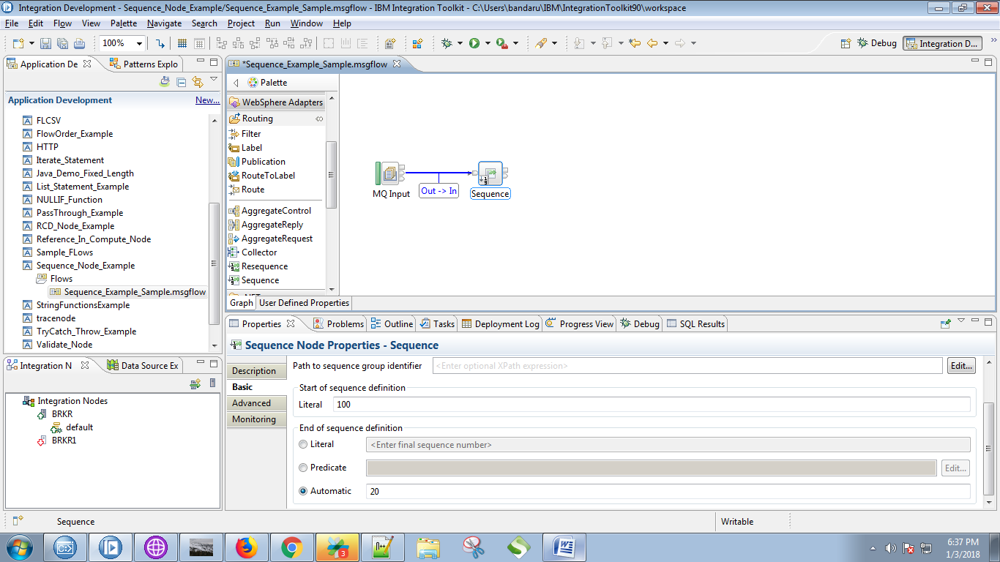 Integration Development - Sequence_Node_Example/Sequence_Example_Sample.msgflow - IBM Integration Toolkit - C:\Users\bandaru\IBM\IntegrationToolkit90\workspace
File Edit Flow View Palette Navigate Search Project Run Window Help
100% Debug Integration D...
Application De Patterns Explo
Application Development New...
FLCSV
FlowOrder_Example
HTTP
Iterate_Statement
Java_Demo_Fixed_Length
List_Statement_Example
NULLIF_Function
PassThrough_Example
RCD_Node_Example
Reference_In_Compute_Node
Sample_FLows
Sequence_Node_Example
Flows
Sequence_Example_Sample.msgflow
StringFunctionsExample
tracenode
TryCatch_Throw_Example
Validate_Node
Integration N Data Source Ex
Integration Nodes
BRKR
default
BRKR1
*Sequence_Example_Sample.msgflow
Palette
WebSphere Adapters
Routing
Filter
Label
Publication
RouteToLabel
Route
AggregateControl
AggregateReply
AggregateRequest
Collector
Resequence
Sequence
MQ Input
Out -> In
Sequence
Graph User Defined Properties
Properties Problems Outline Tasks Deployment Log Progress View Debug SQL Results
Sequence Node Properties - Sequence
Description
Basic
Advanced
Monitoring
Path to sequence group identifier <Enter optional XPath expression> Edit...
Start of sequence definition
Literal 100
End of sequence definition
Literal <Enter final sequence number>
Predicate Edit...
Automatic 20
Sequence Writable
3
6:37 PM
1/3/2018